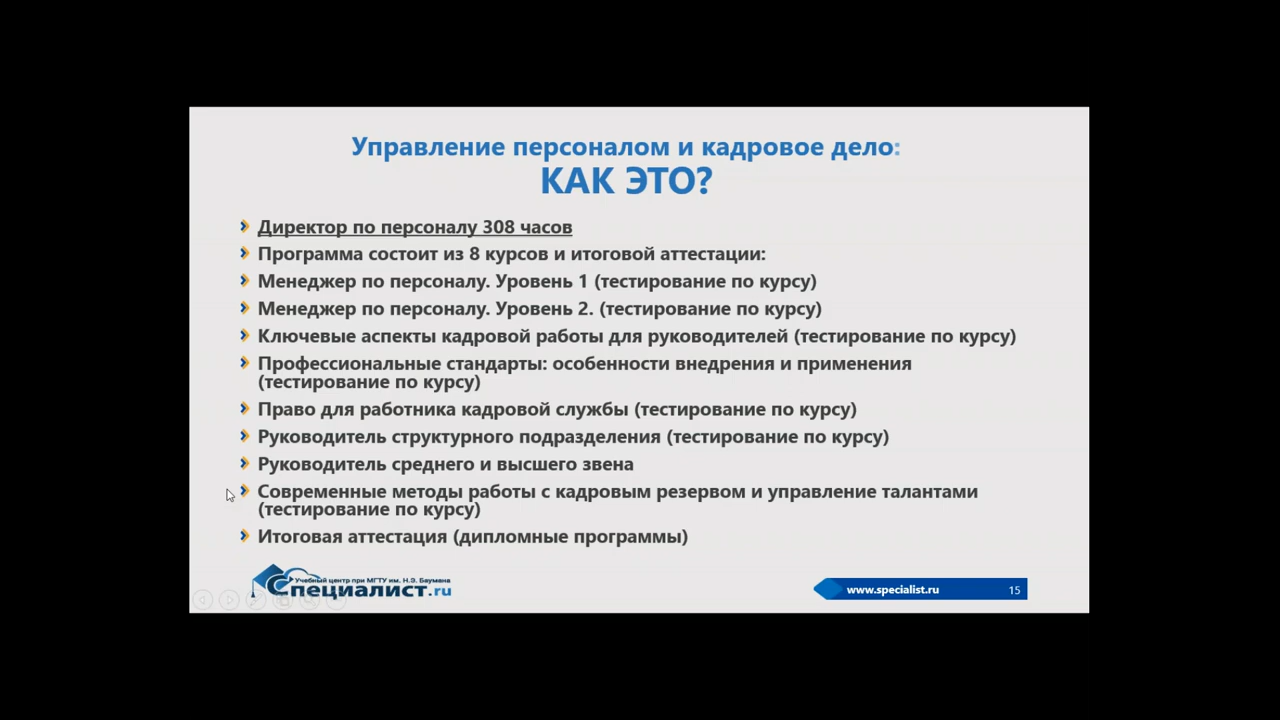 Управление персоналом и кадровое дело:
КАК ЭТО?
Директор по персоналу 308 часов
Программа состоит из 8 курсов и итоговой аттестации:
Менеджер по персоналу. Уровень 1 (тестирование по курсу)
Менеджер по персоналу. Уровень 2. (тестирование по курсу)
Ключевые аспекты кадровой работы для руководителей (тестирование по курсу)
Профессиональные стандарты: особенности внедрения и применения
(тестирование по курсу)
Право для работника кадровой службы (тестирование по курсу)
Руководитель структурного подразделения (тестирование по курсу)
Руководитель среднего и высшего звена
Современные методы работы с кадровым резервом и управление талантами
(тестирование по курсу)
Итоговая аттестация (дипломные программы)
Учебный центр при МГТУ им. Н.Э. Баумана
Специалист.ru
www.specialist.ru 15